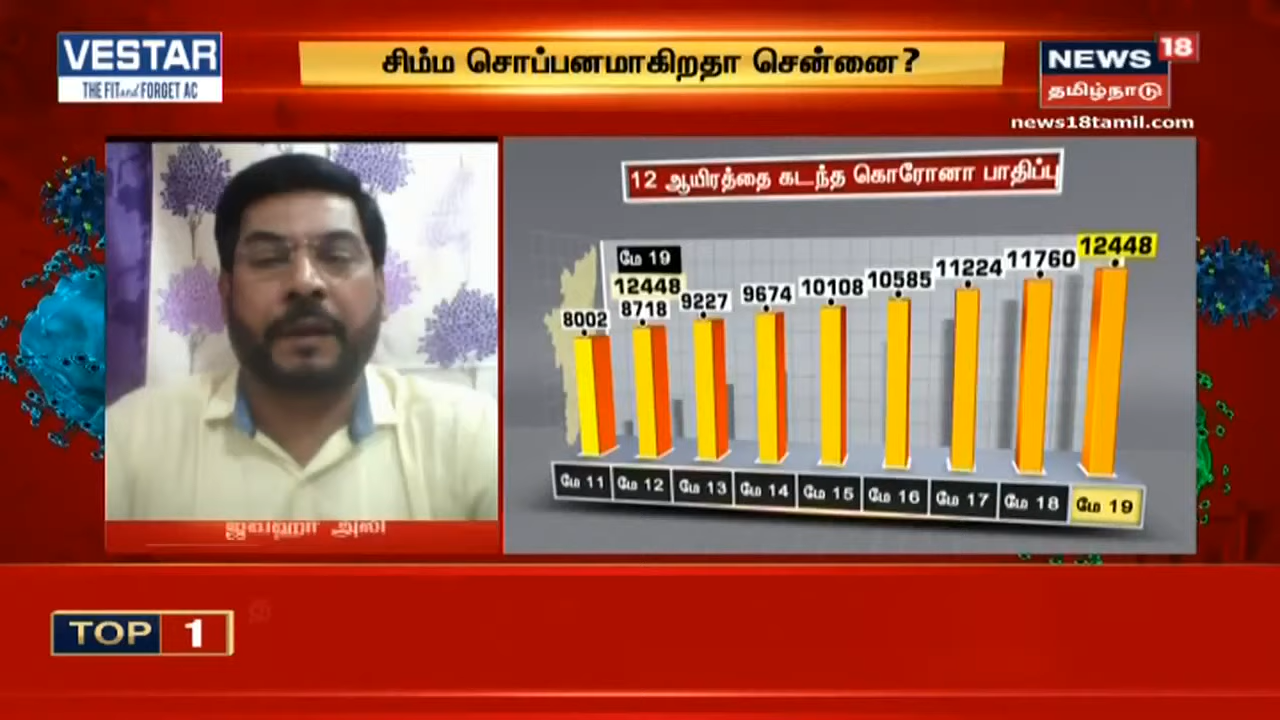 VESTAR
THE FIT and FORGET AC
சிம்ம சொப்பனமாகிறதா சென்னை?
NEWS 18
தமிழ்நாடு
news18tamil.com
12 ஆயிரத்தை கடந்த கொரோனா பாதிப்பு
மே 19
12448
8002 8718 9227 9674 10108 10585 11224 11760 12448
மே 11 மே 12 மே 13 மே 14 மே 15 மே 16 மே 17 மே 18 மே 19
அலி
TOP 1